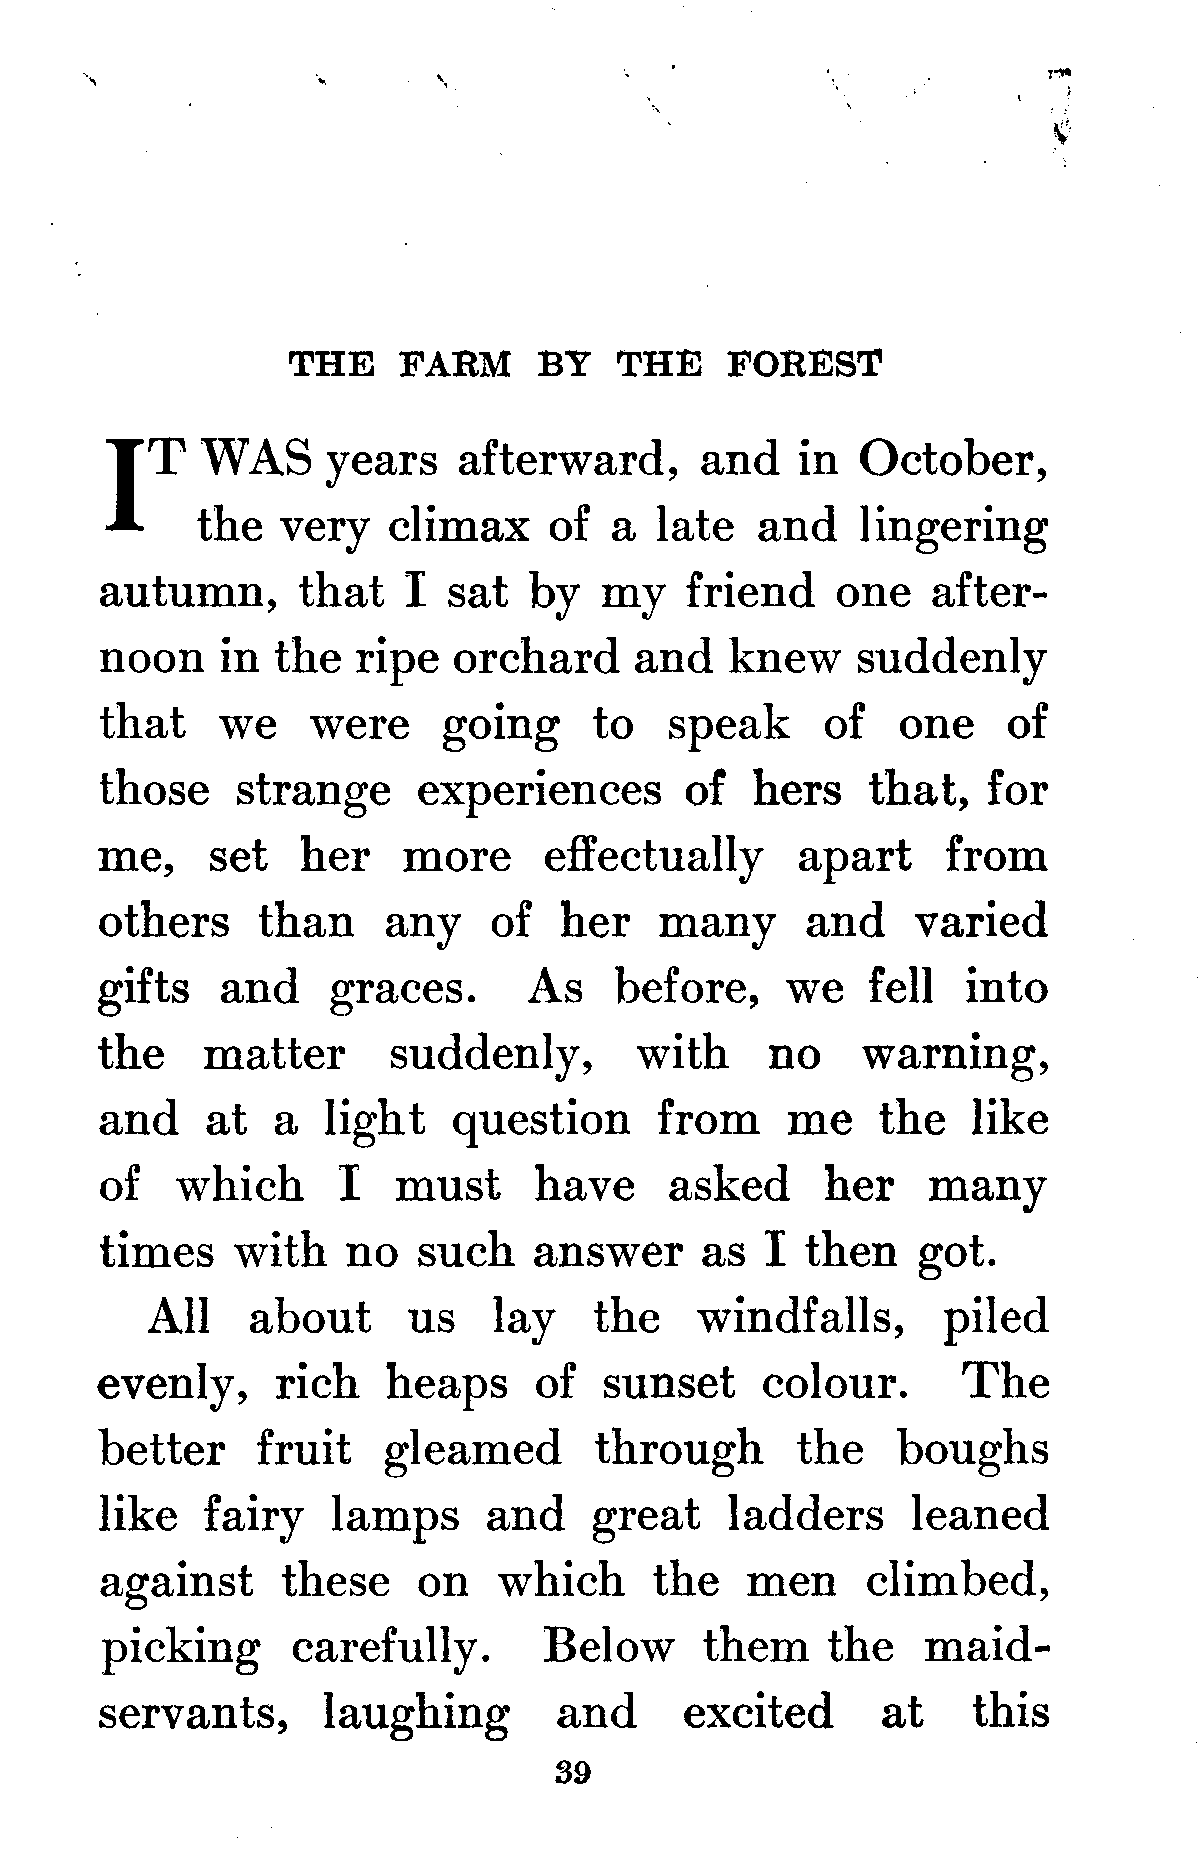 THE FARM BY THE FOREST
IT WAS years afterward, and in October,
the very climax of a late and lingering
autumn, that I sat by my friend one after-
noon in the ripe orchard and knew suddenly
that we were going to speak of one of
those strange experiences of hers that, for
me, set her more effectually apart from
others than any of her many and varied
gifts and graces. As before, we fell into
the matter suddenly, with no warning,
and at a light question from me the like
of which I must have asked her many
times with no such answer as I then got.
All about us lay the windfalls, piled
evenly, rich heaps of sunset colour. The
better fruit gleamed through the boughs
like fairy lamps and great ladders leaned
against these on which the men climbed,
picking carefully. Below them the maid-
servants, laughing and excited at this
39